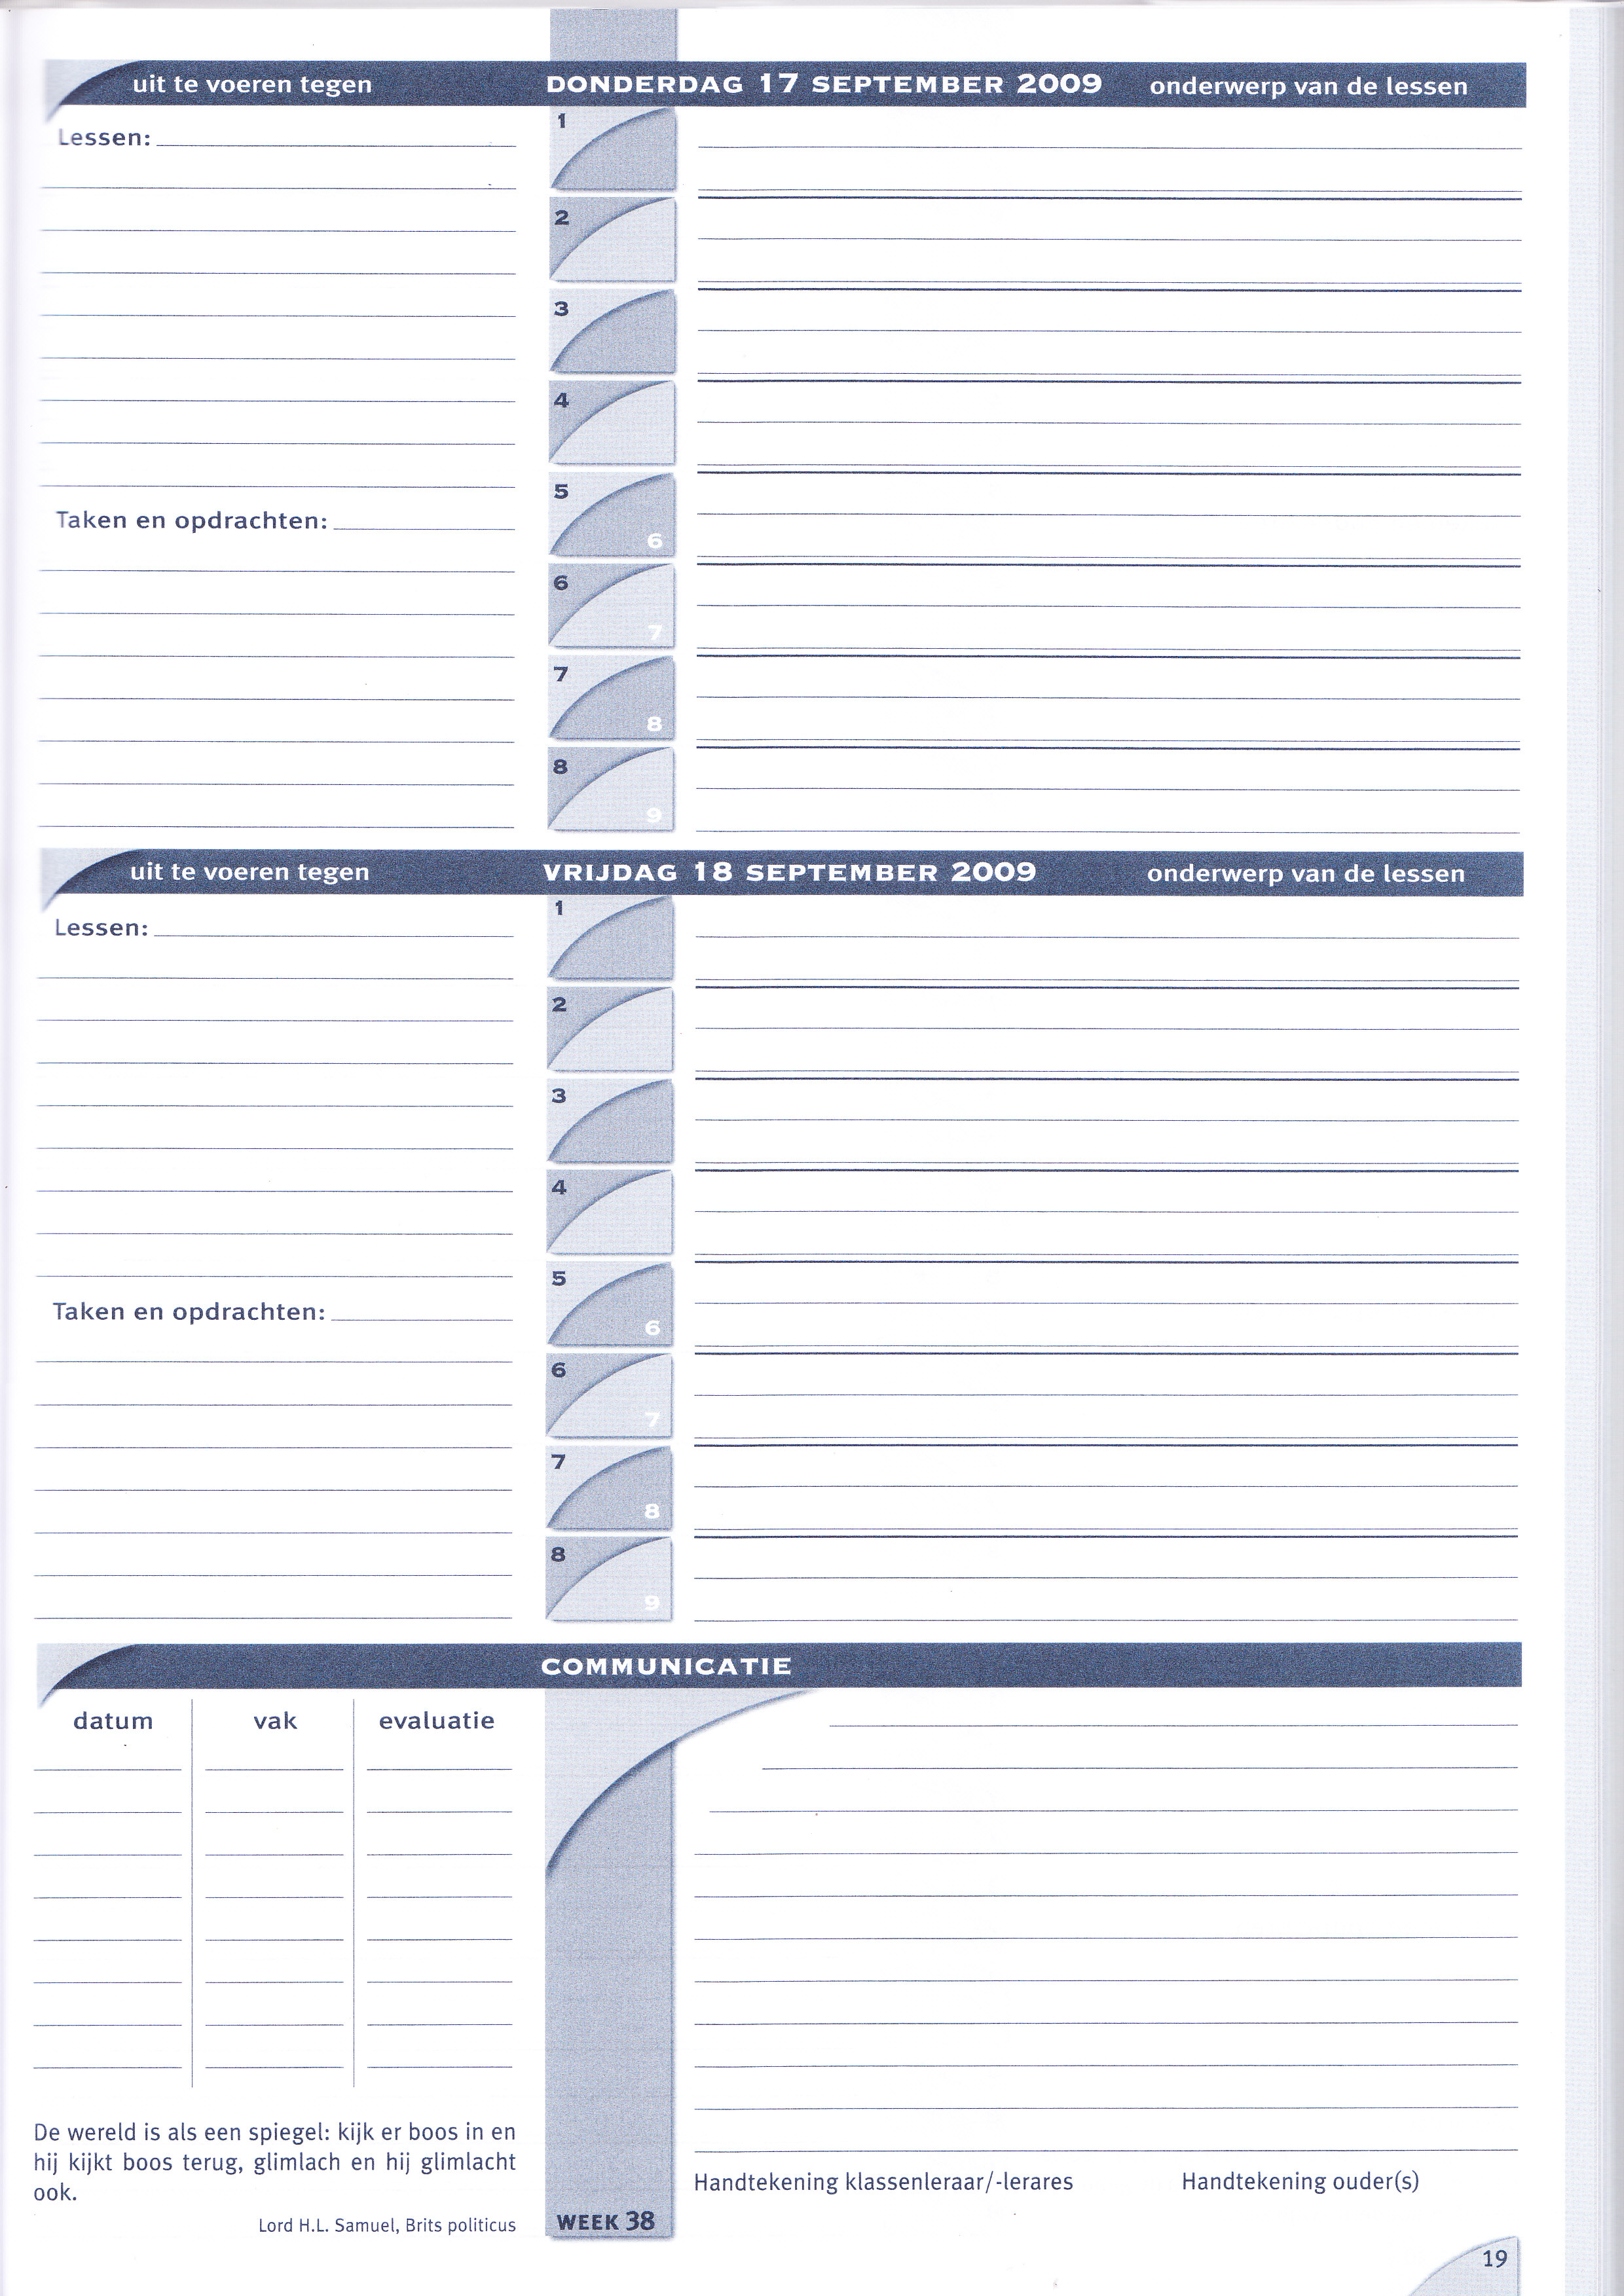 uit te voeren tegen DONDERDAG 17 SEPTEMBER 2009 onderwerp van de lessen
Lessen:
1
2
3
4
5
6
Taken en opdrachten:
6
7
7
8
8
9
uit te voeren tegen VRIJDAG 18 SEPTEMBER 2009 onderwerp van de lessen
Lessen:
1
2
3
4
5
6
Taken en opdrachten:
6
7
7
8
8
9
COMMUNICATIE
datum vak evaluatie
De wereld is als een spiegel: kijk er boos in en
hij kijkt boos terug, glimlach en hij glimlacht
ook.
Lord H.L. Samuel, Brits politicus
WEEK 38
Handtekening klassenleraar/-lerares Handtekening ouder(s)
19